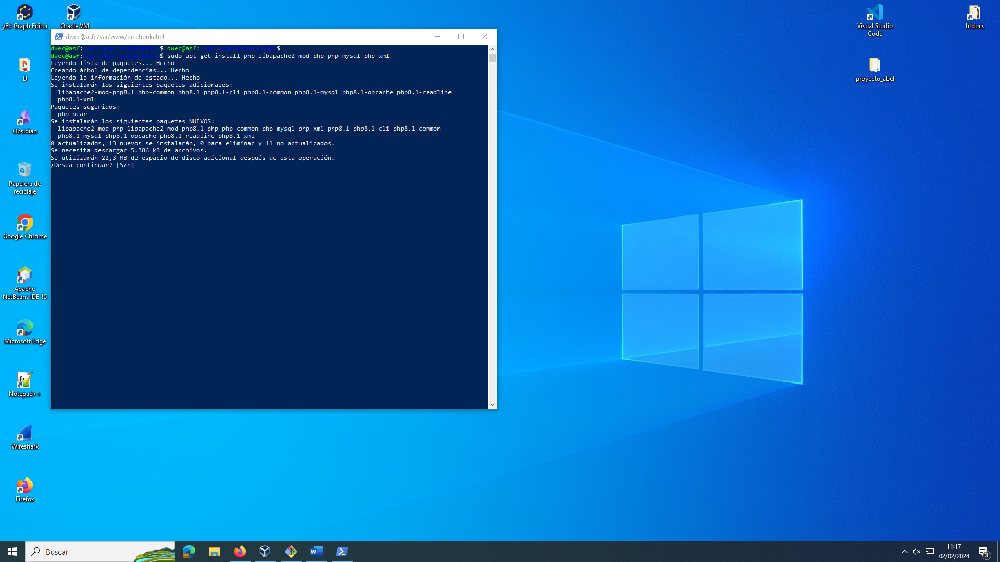 yEd Graph Editor
Oracle VM
Visual Studio
Code
htdocs
dwec@asf: /var/www/racebookabel
dwec@asf:/var/www/racebookabel$ dwec@asf:/var/www/racebookabel$
dwec@asf:/var/www/racebookabel$ sudo apt-get install php libapache2-mod-php php-mysql php-xml
Leyendo lista de paquetes... Hecho
Creando árbol de dependencias... Hecho
Leyendo la información de estado... Hecho
Se instalarán los siguientes paquetes adicionales:
  libapache2-mod-php8.1 php-common php8.1 php8.1-cli php8.1-common php8.1-mysql php8.1-opcache php8.1-readline
  php8.1-xml
Paquetes sugeridos:
  php-pear
Se instalarán los siguientes paquetes NUEVOS:
  libapache2-mod-php libapache2-mod-php8.1 php php-common php-mysql php-xml php8.1 php8.1-cli php8.1-common
  php8.1-mysql php8.1-opcache php8.1-readline php8.1-xml
0 actualizados, 13 nuevos se instalarán, 0 para eliminar y 11 no actualizados.
Se necesita descargar 5.386 kB de archivos.
Se utilizarán 22,3 MB de espacio de disco adicional después de esta operación.
¿Desea continuar? [S/n]
D
proyecto_abel
Obsidian
Papelera de
reciclaje
Google Chrome
Apache
NetBeans IDE 15
Microsoft Edge
Notepad++
Wireshark
Firefox
Buscar
11:17
02/02/2024
3